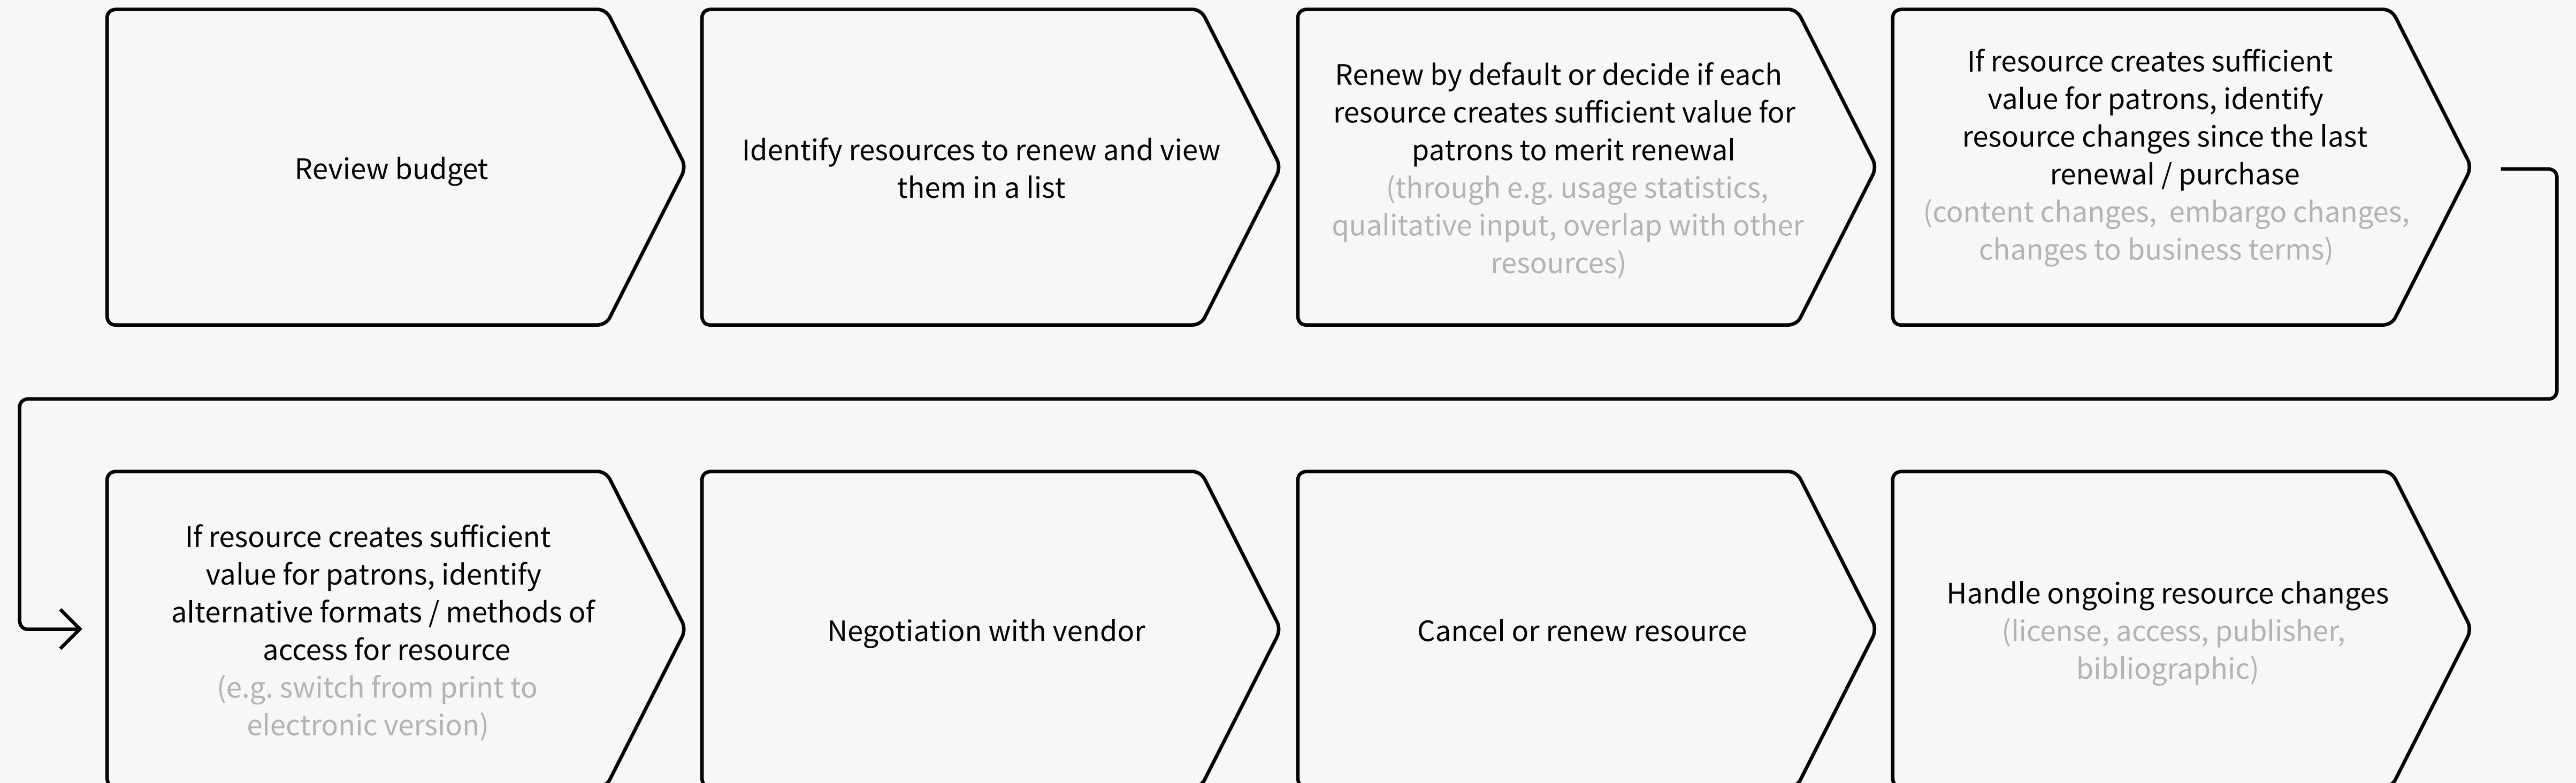 Review budget
Identify resources to renew and view
them in a list
Renew by default or decide if each
resource creates sufficient value for
patrons to merit renewal
(through e.g. usage statistics,
qualitative input, overlap with other
resources)
If resource creates sufficient
value for patrons, identify
resource changes since the last
renewal / purchase
(content changes,  embargo changes,
changes to business terms)
If resource creates sufficient
value for patrons, identify
alternative formats / methods of
access for resource
(e.g. switch from print to
electronic version)
Negotiation with vendor
Cancel or renew resource
Handle ongoing resource changes
(license, access, publisher,
bibliographic)